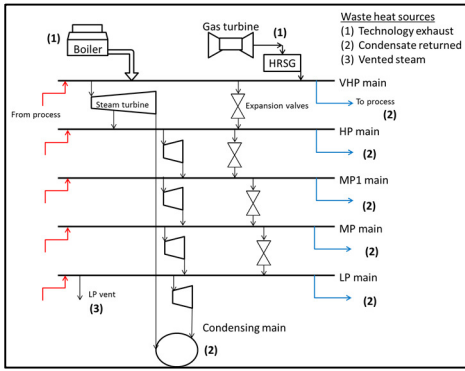 Waste heat sources
(1) Technology exhaust
(2) Condensate returned
(3) Vented steam
Gas turbine
(1)
(1)
Boiler
HRSG
VHP main
Steam turbine
Expansion valves
To process
(2)
From process
HP main
(2)
MP1 main
(2)
MP main
(2)
LP main
(2)
LP vent
(3)
Condensing main
(2)